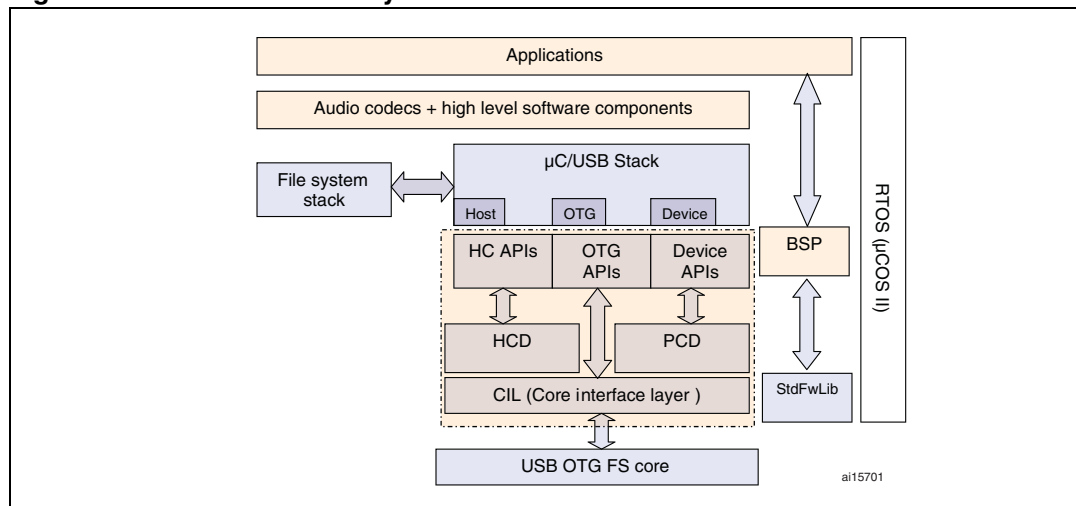 Applications
Audio codecs + high level software components
µC/USB Stack
File system
stack
Host
OTG
Device
HC APIs
OTG
APIs
Device
APIs
BSP
RTOS (µCOS II)
HCD
PCD
StdFwLib
CIL (Core interface layer )
USB OTG FS core
ai15701